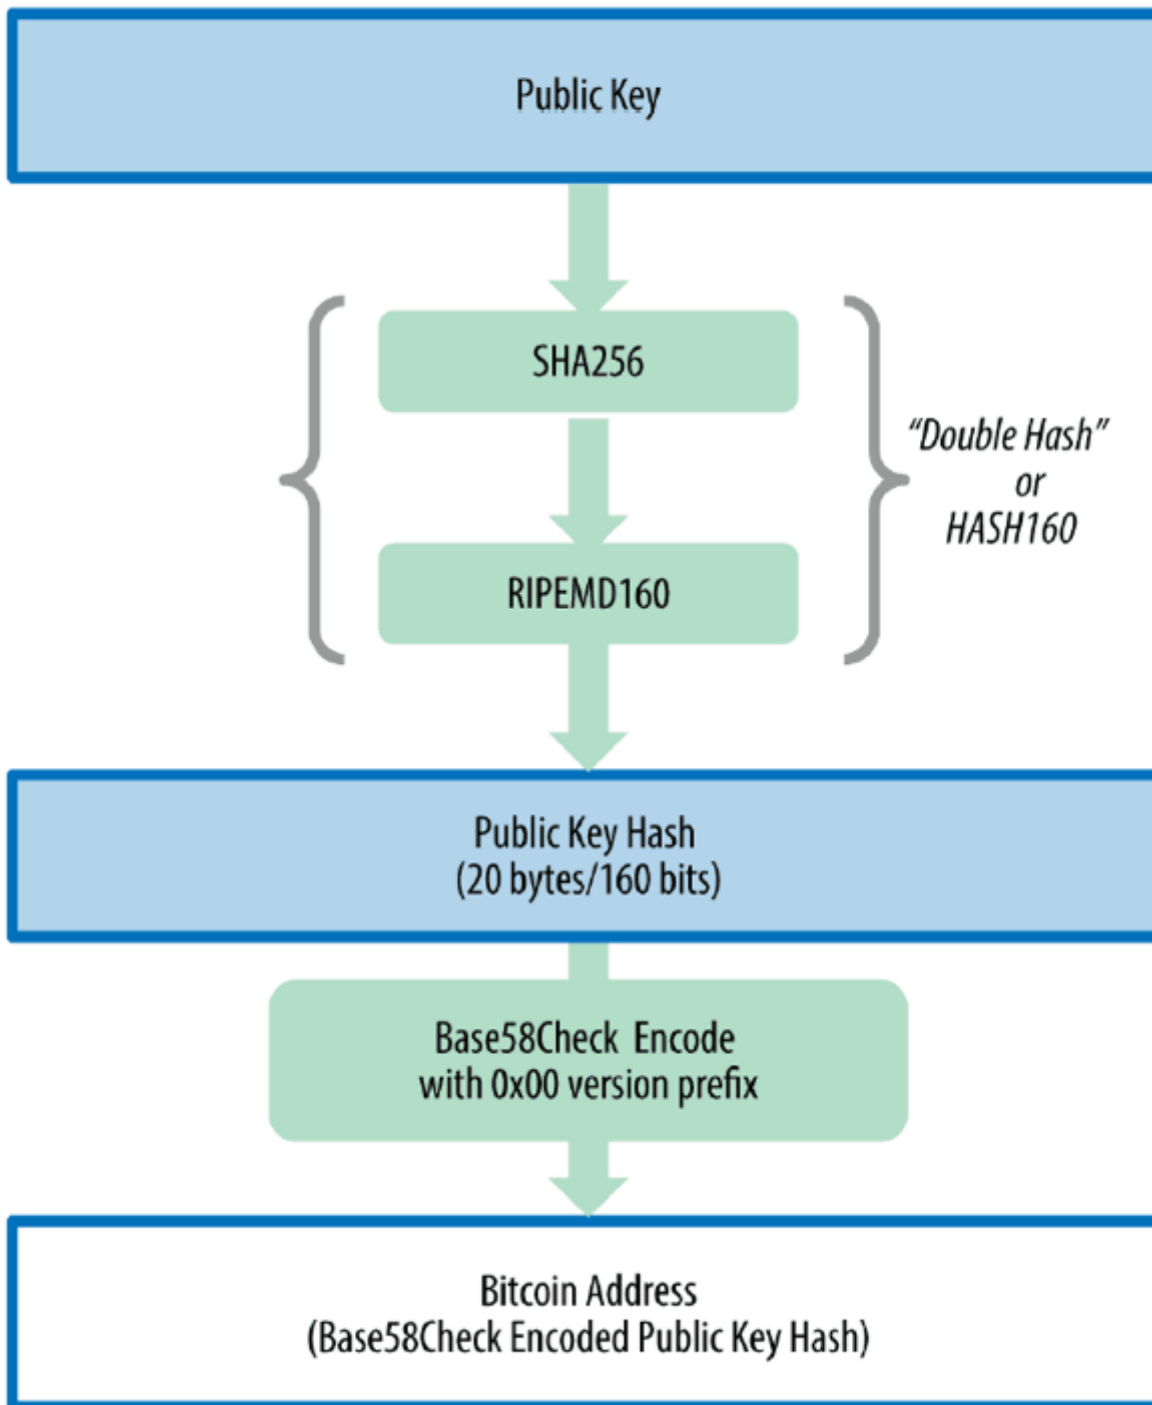 Public Key
SHA256
“Double Hash”
or
HASH160
RIPEMD160
Public Key Hash
(20 bytes/160 bits)
Base58Check Encode
with 0x00 version prefix
Bitcoin Address
(Base58Check Encoded Public Key Hash)